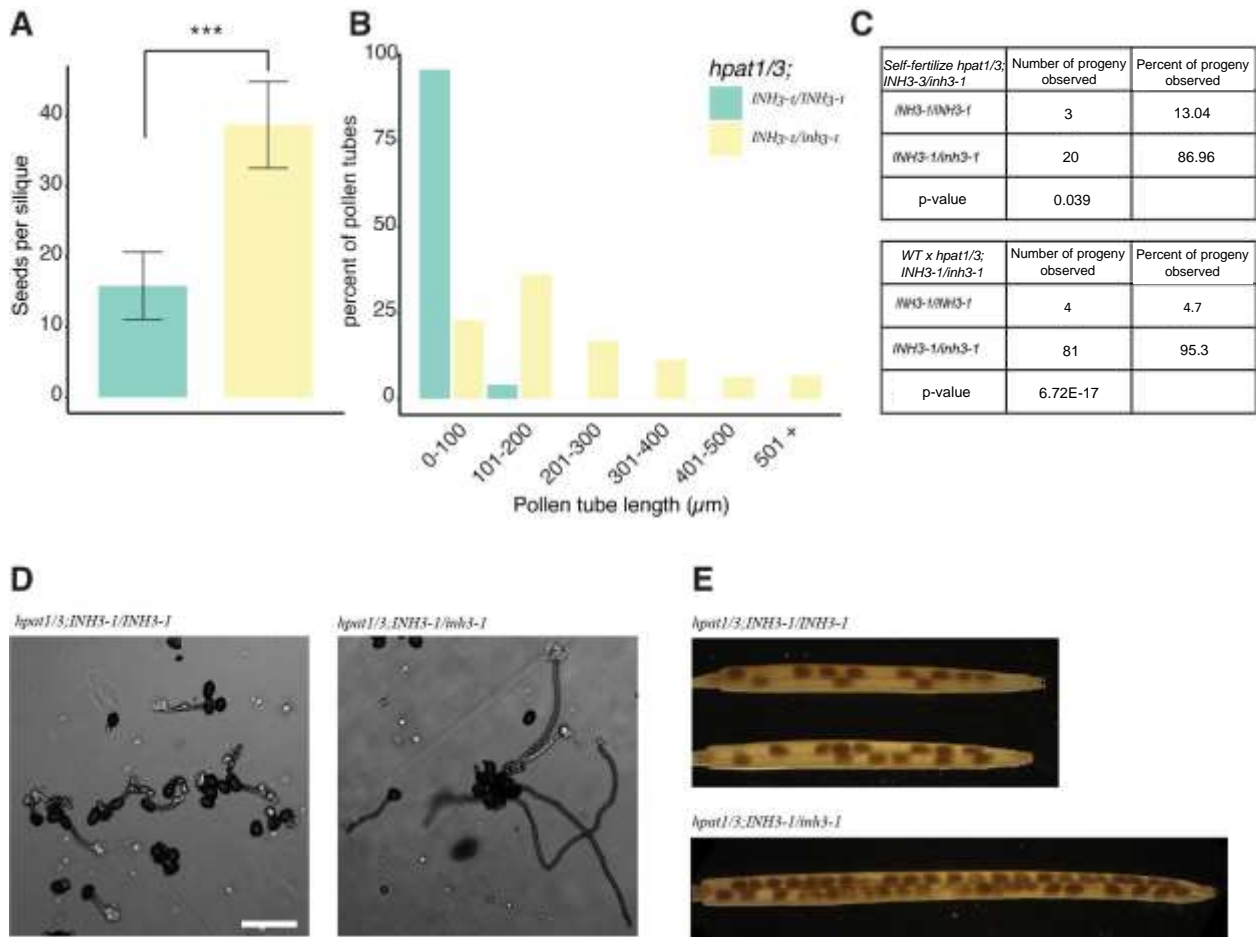 A
***
Seeds per silique
40
30
20
10
0
B
percent of pollen tubes
100
75
50
25
0
0-100
101-200
201-300
301-400
401-500
501 +
Pollen tube length (µm)
hpat1/3;
INH3-1/INH3-1
INH3-1/inh3-1
C
Self-fertilize hpat1/3; INH3-3/inh3-1
Number of progeny observed
Percent of progeny observed
INH3-1/INH3-1
3
13.04
INH3-1/inh3-1
20
86.96
p-value
0.039
WT x hpat1/3; INH3-1/inh3-1
Number of progeny observed
Percent of progeny observed
INH3-1/INH3-1
4
4.7
INH3-1/inh3-1
81
95.3
p-value
6.72E-17
D
hpat1/3;INH3-1/INH3-1
hpat1/3;INH3-1/inh3-1
E
hpat1/3;INH3-1/INH3-1
hpat1/3;INH3-1/inh3-1